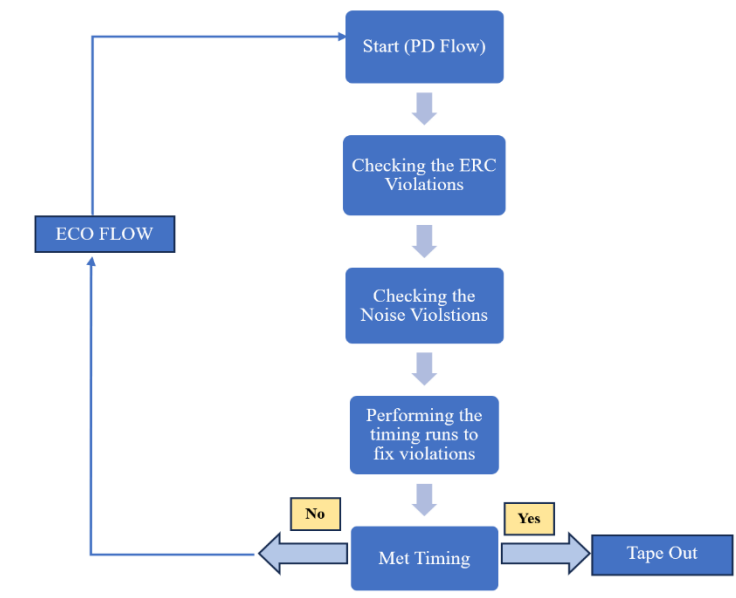 Start (PD Flow)
Checking the ERC
Violations
ECO FLOW
Checking the
Noise Violstions
Performing the
timing runs to
fix violations
No
Yes
Met Timing
Tape Out